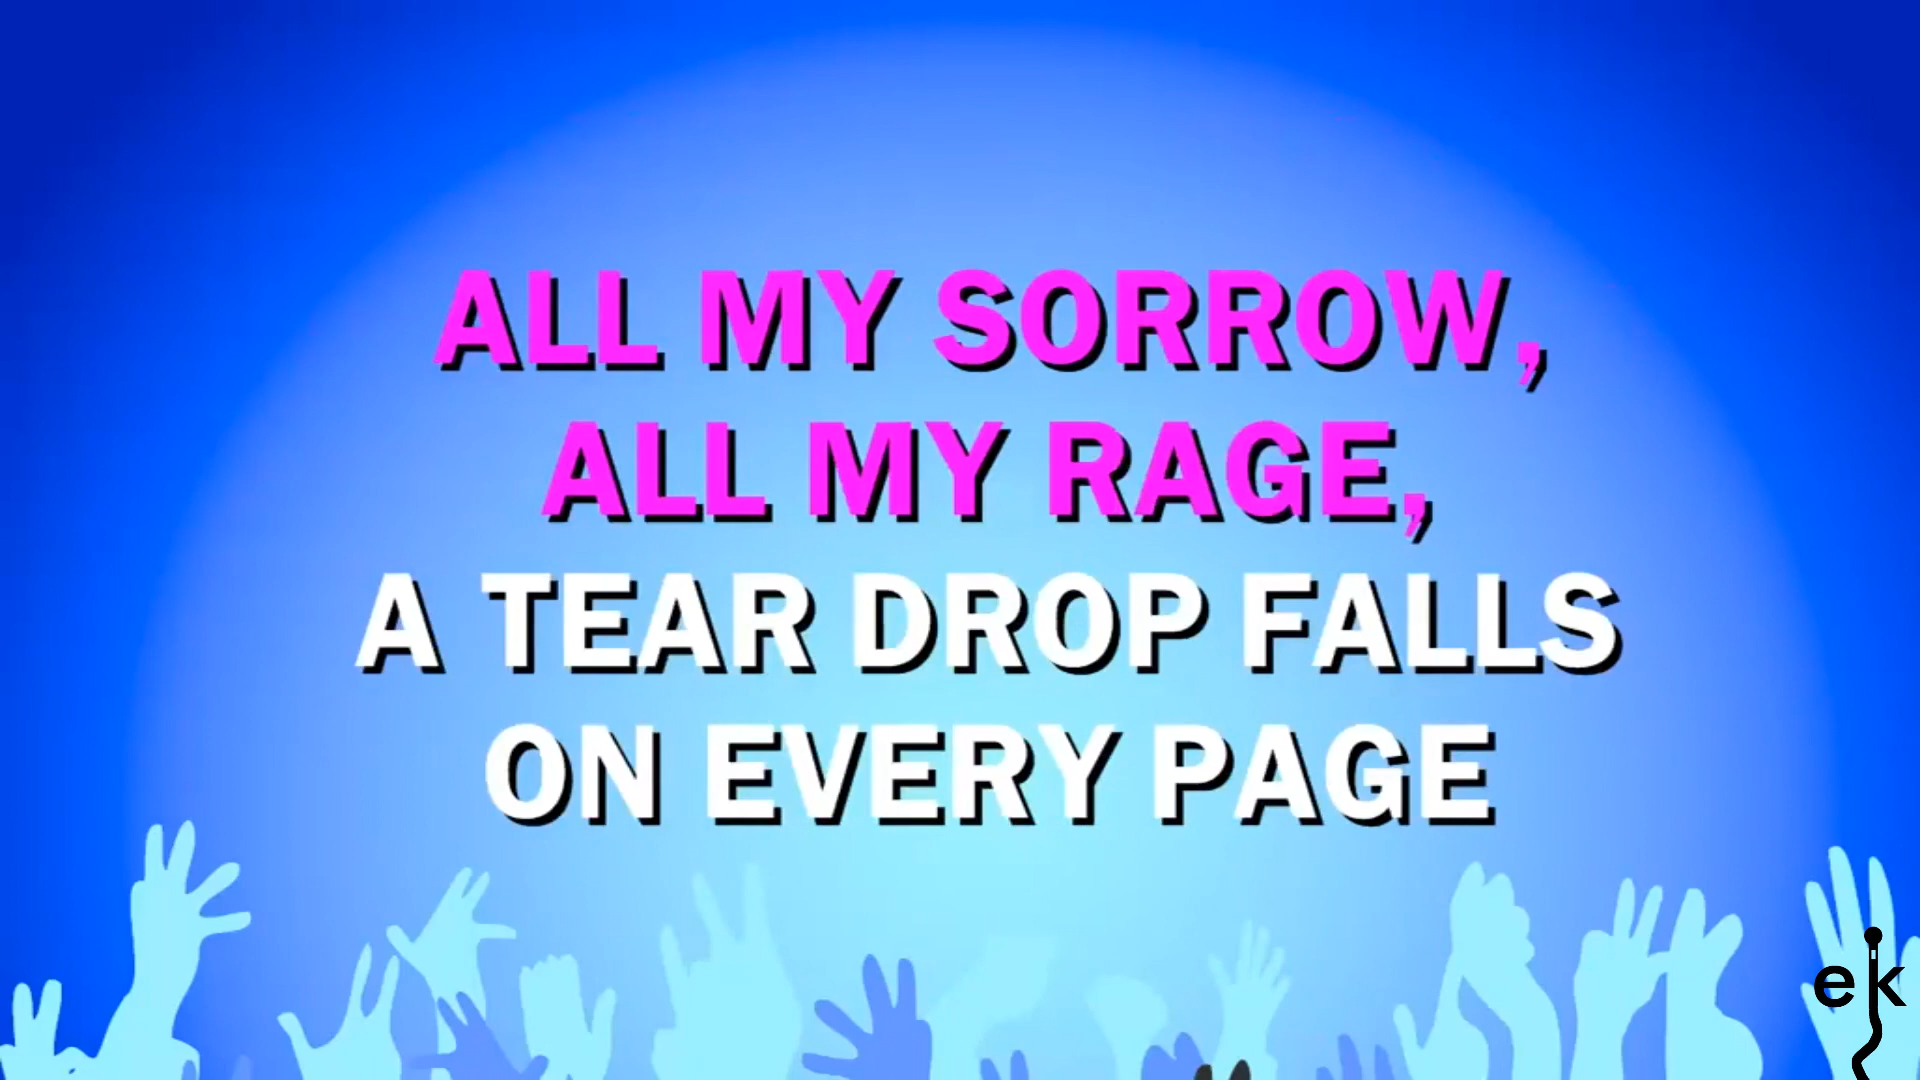 ALL MY SORROW,
ALL MY RAGE,
A TEAR DROP FALLS
ON EVERY PAGE
ek